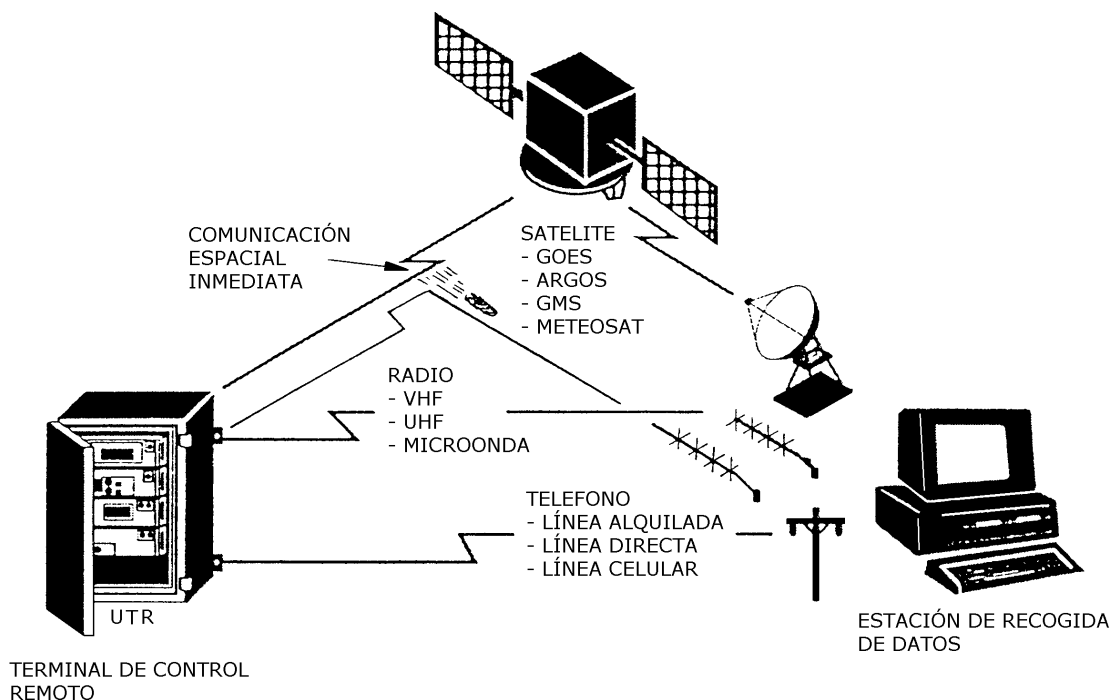 COMUNICACIÓN
ESPACIAL
INMEDIATA
SATELITE
- GOES
- ARGOS
- GMS
- METEOSAT
RADIO
- VHF
- UHF
- MICROONDA
TELEFONO
- LÍNEA ALQUILADA
- LÍNEA DIRECTA
- LÍNEA CELULAR
UTR
TERMINAL DE CONTROL
REMOTO
ESTACIÓN DE RECOGIDA
DE DATOS